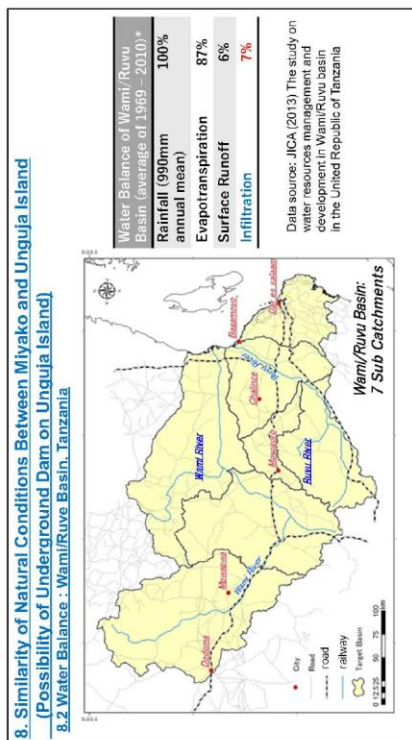 8. Similarity of Natural Conditions Between Miyako and Unguja Island
(Possibility of Underground Dam on Unguja Island)
8.2 Water Balance : Wami/Ruve Basin, Tanzania
Water Balance of Wami/Ruvu
Basin (average of 1969 - 2010)*
Rainfall (990mm
annual mean) 100%
Evapotranspiration 87%
Surface Runoff 6%
Infiltration 7%
Data source: JICA (2013) The study on
water resources management and
development in Wami/Ruvu basin
in the United Republic of Tanzania
Dodoma
Mpwapwa
Wami River
Wami River
Morogoro
Ruvu River
Chalinze
Bagamoyo
Ruvu River
Dar es salaam
Wami/Ruvu Basin:
7 Sub Catchments
City
Road
road
railway
Target Basin
0 12.5 25 50 75 100
km